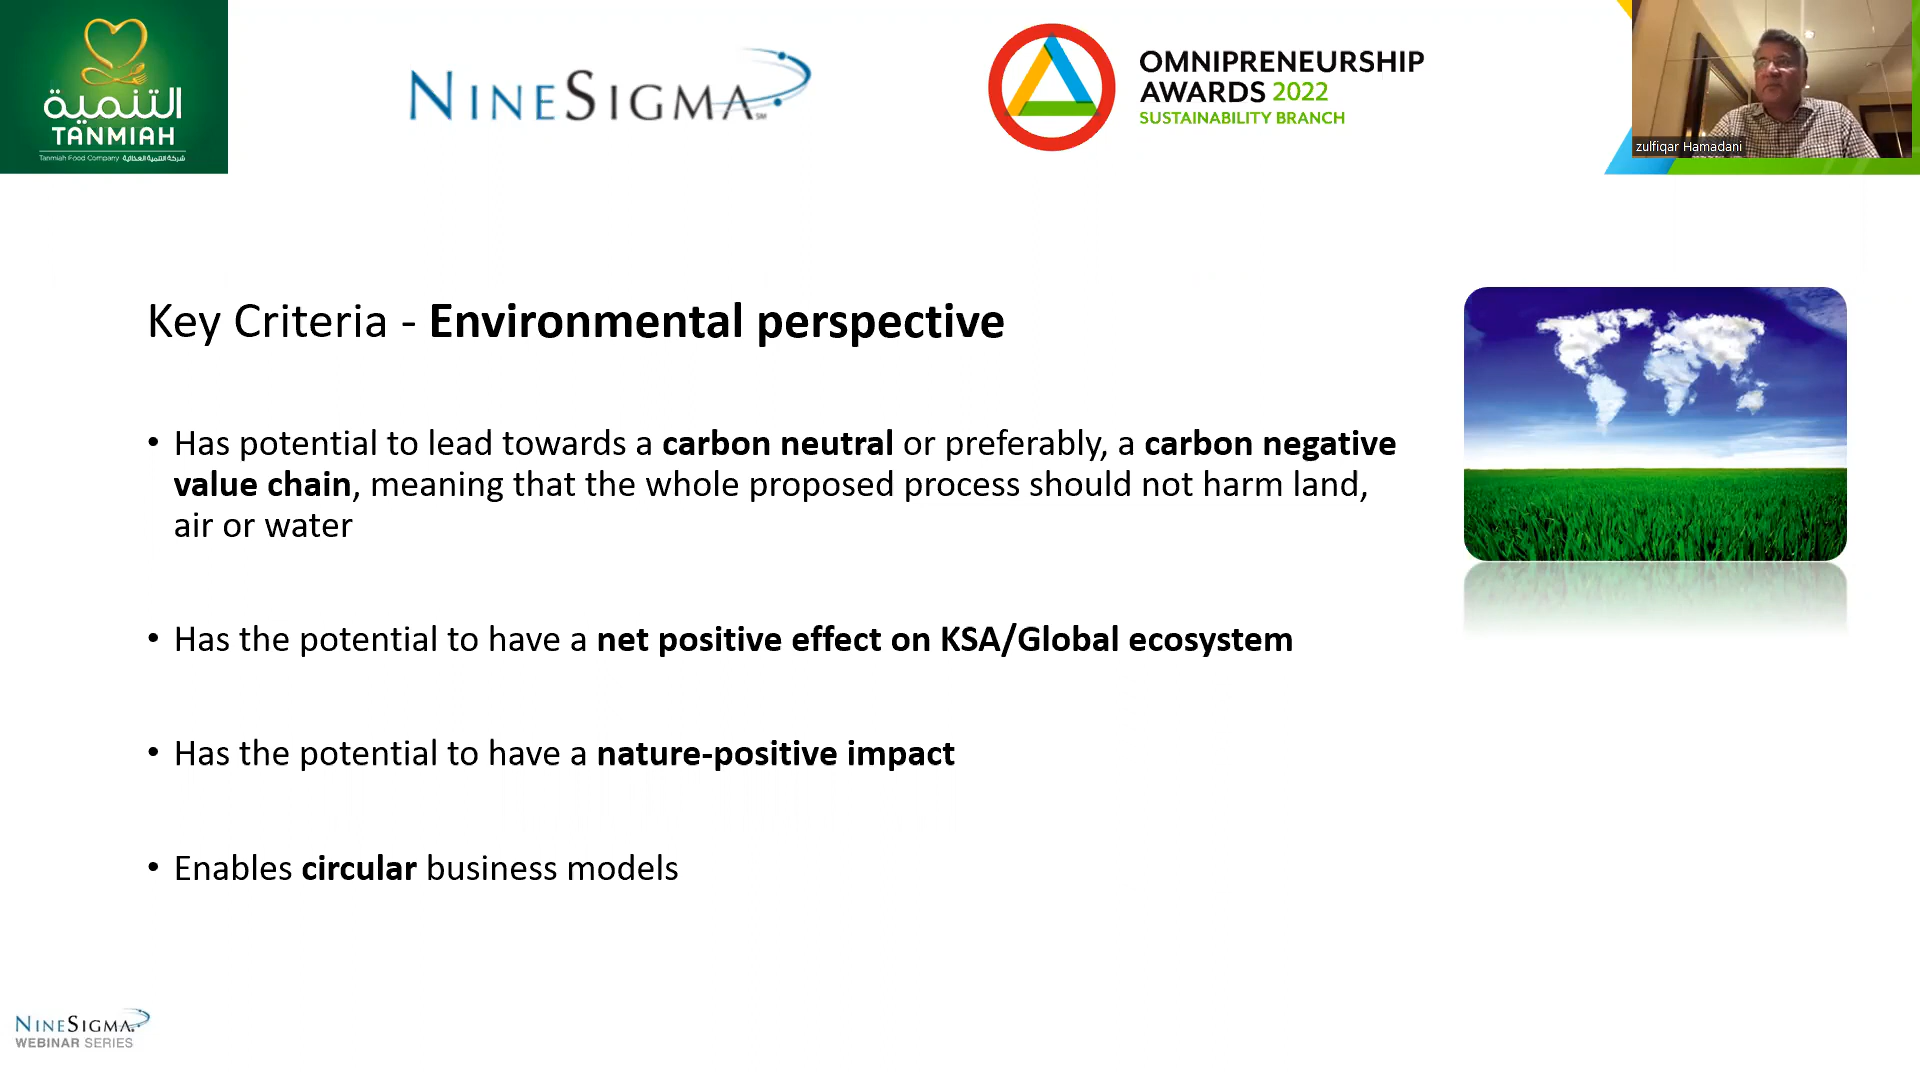 التنمية
TANMIAH
Tanmiah Food Company شركة التنمية الغذائية
NINESIGMA SM
OMNIPRENEURSHIP
AWARDS 2022
SUSTAINABILITY BRANCH
zulfiqar Hamadani
Key Criteria - Environmental perspective
• Has potential to lead towards a carbon neutral or preferably, a carbon negative
value chain, meaning that the whole proposed process should not harm land,
air or water
• Has the potential to have a net positive effect on KSA/Global ecosystem
• Has the potential to have a nature-positive impact
• Enables circular business models
NINESIGMA
WEBINAR SERIES